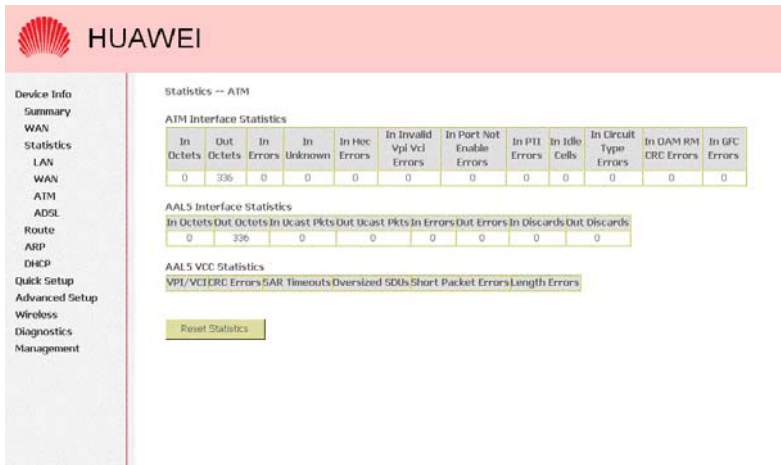 HUAWEI
Device Info
Summary
WAN
Statistics
LAN
WAN
ATM
ADSL
Route
ARP
DHCP
Quick Setup
Advanced Setup
Wireless
Diagnostics
Management
Statistics -- ATM
ATM Interface Statistics
In Octets Out Octets In Errors In Unknown In Hec Errors In Invalid Vpi Vci Errors In Port Not Enable Errors In PTI Errors In Idle Cells In Circuit Type Errors In OAM RM CRC Errors In GFC Errors
0 336 0 0 0 0 0 0 0 0 0 0
AAL5 Interface Statistics
In Octets Out Octets In Ucast Pkts Out Ucast Pkts In Errors Out Errors In Discards Out Discards
0 336 0 0 0 0 0 0
AAL5 VCC Statistics
VPI/VCI CRC Errors SAR Timeouts Oversized SDUs Short Packet Errors Length Errors
Reset Statistics